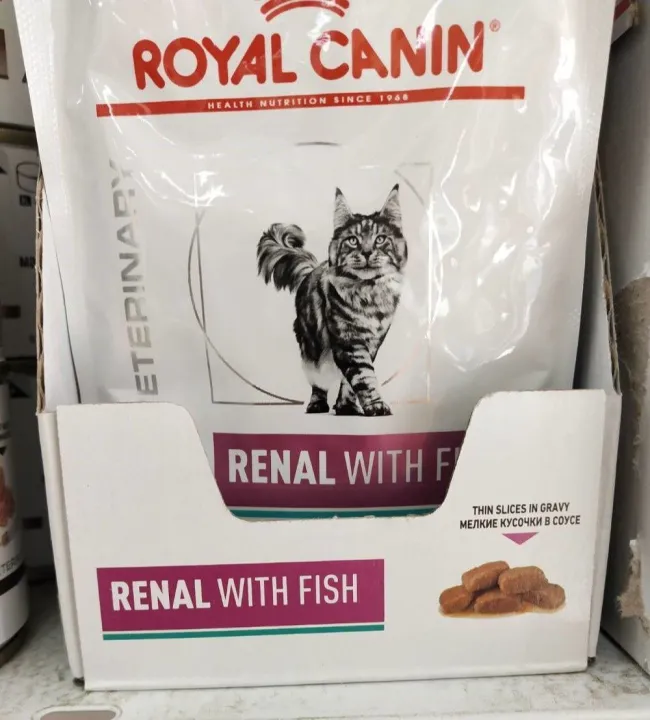 ROYAL CANIN®
HEALTH NUTRITION SINCE 1968
ETERINARY
RENAL WITH F
THIN SLICES IN GRAVY
МЕЛКИЕ КУСОЧКИ В СОУСЕ
RENAL WITH FISH